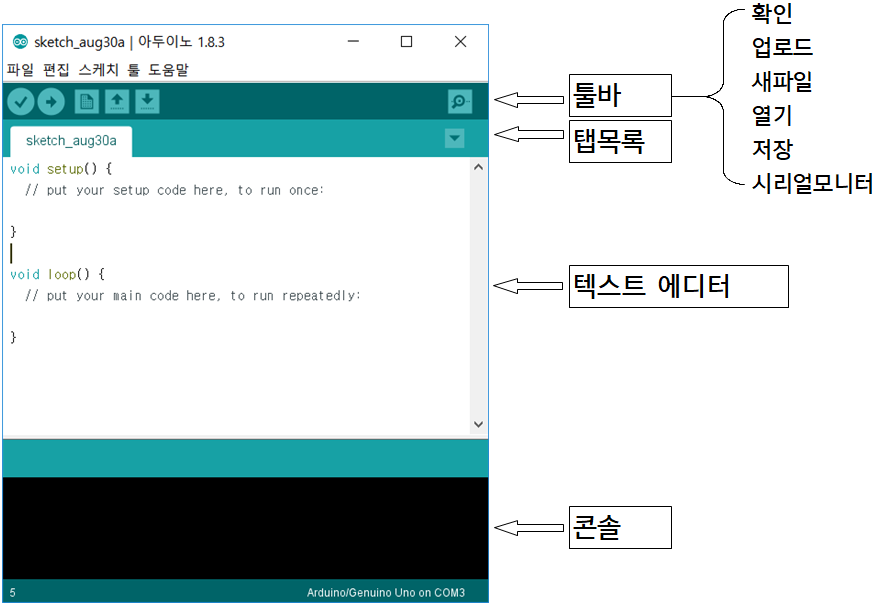 sketch_aug30a | 아두이노 1.8.3
파일 편집 스케치 툴 도움말
sketch_aug30a
void setup() {
// put your setup code here, to run once:
}
void loop() {
// put your main code here, to run repeatedly:
}
5
Arduino/Genuino Uno on COM3
툴바
탭목록
텍스트 에디터
콘솔
확인
업로드
새파일
열기
저장
시리얼모니터